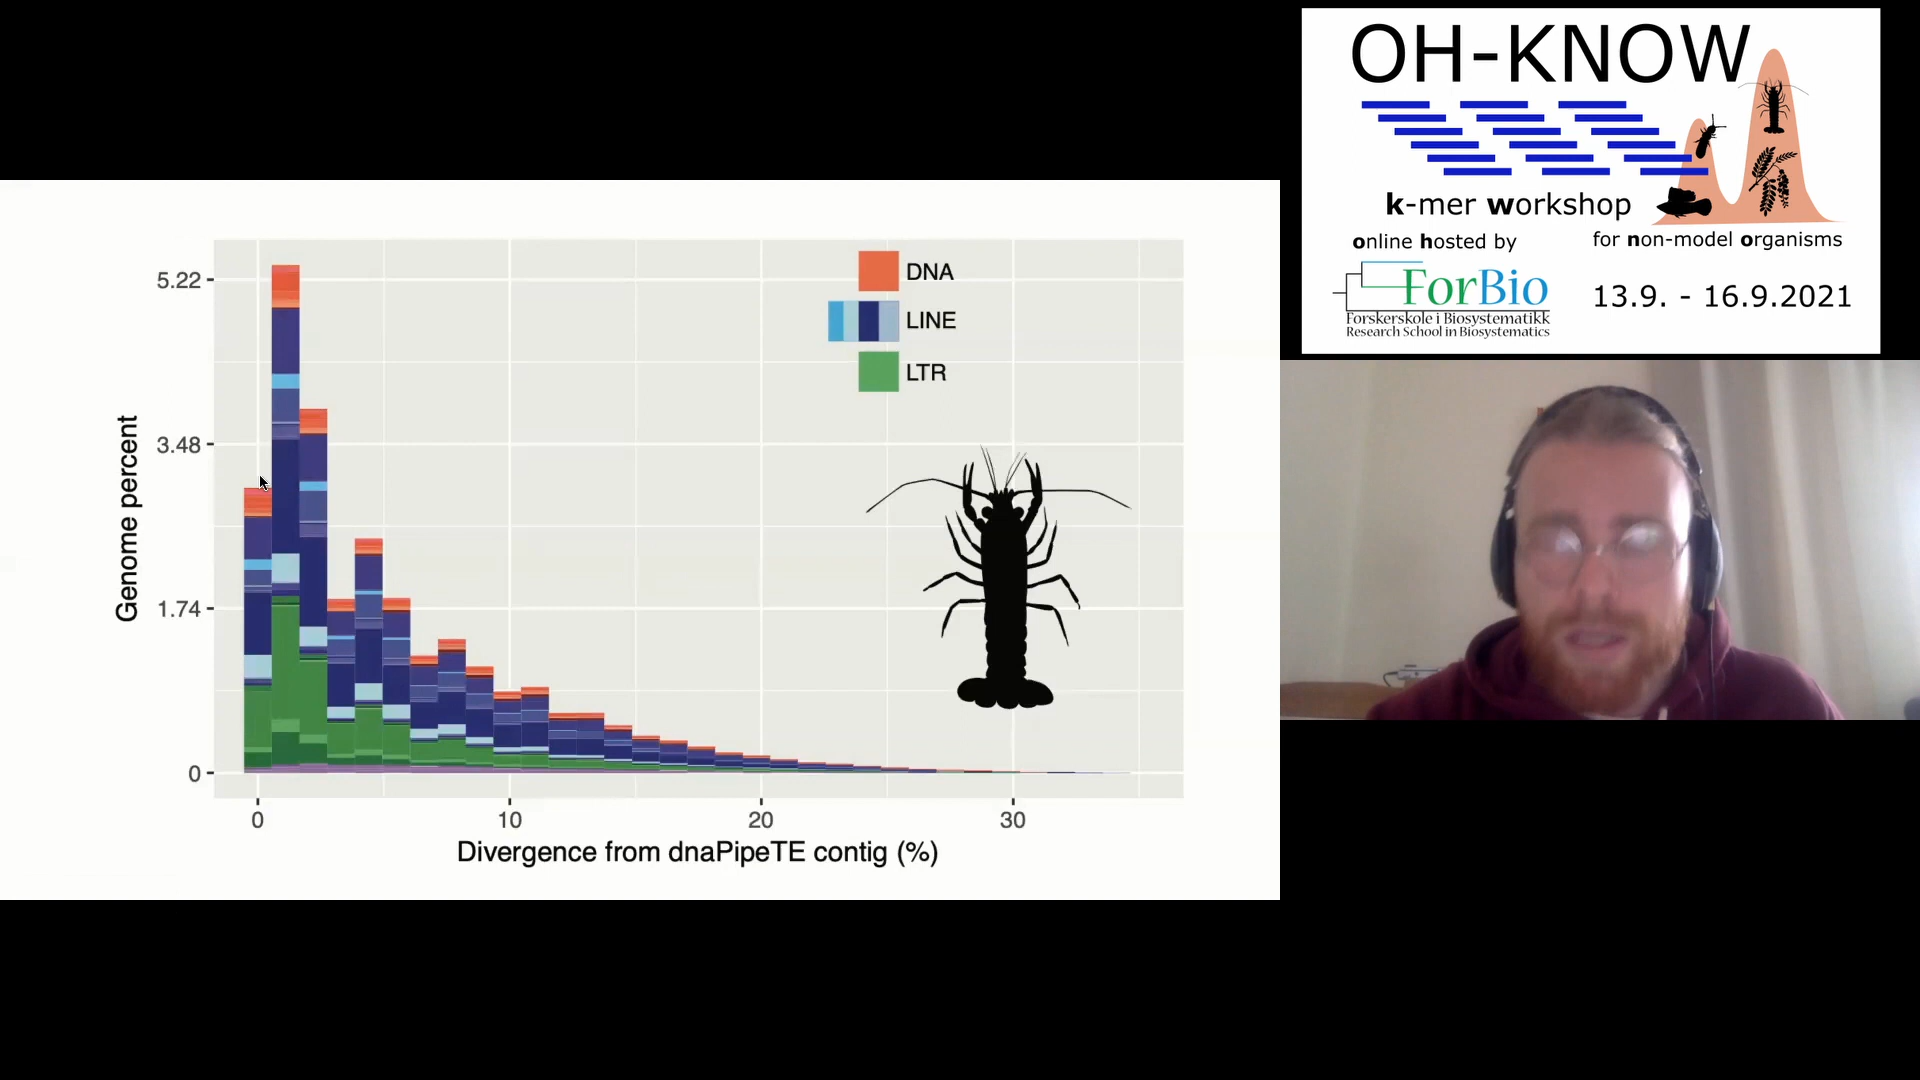 OH-KNOW
k-mer workshop
online hosted by
for non-model organisms
ForBio
Forskerskole i Biosystematikk
Research School in Biosystematics
13.9. - 16.9.2021
DNA
LINE
LTR
Genome percent
5.22
3.48
1.74
0
0 10 20 30
Divergence from dnaPipeTE contig (%)